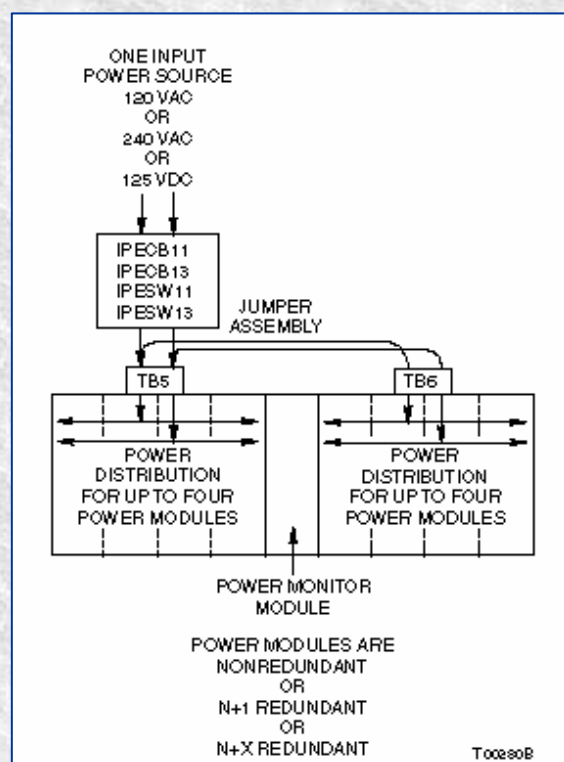 ONE INPUT
POWER SOURCE
120 VAC
OR
240 VAC
OR
125 VDC
IPECB11
IPECB13
IPESW11
IPESW13
JUMPER
ASSEMBLY
TB5
TB6
POWER
DISTRIBUTION
FOR UP TO FOUR
POWER MODULES
POWER
DISTRIBUTION
FOR UP TO FOUR
POWER MODULES
POWER MONITOR
MODULE
POWER MODULES ARE
NONREDUNDANT
OR
N+1 REDUNDANT
OR
N+X REDUNDANT
T00280B